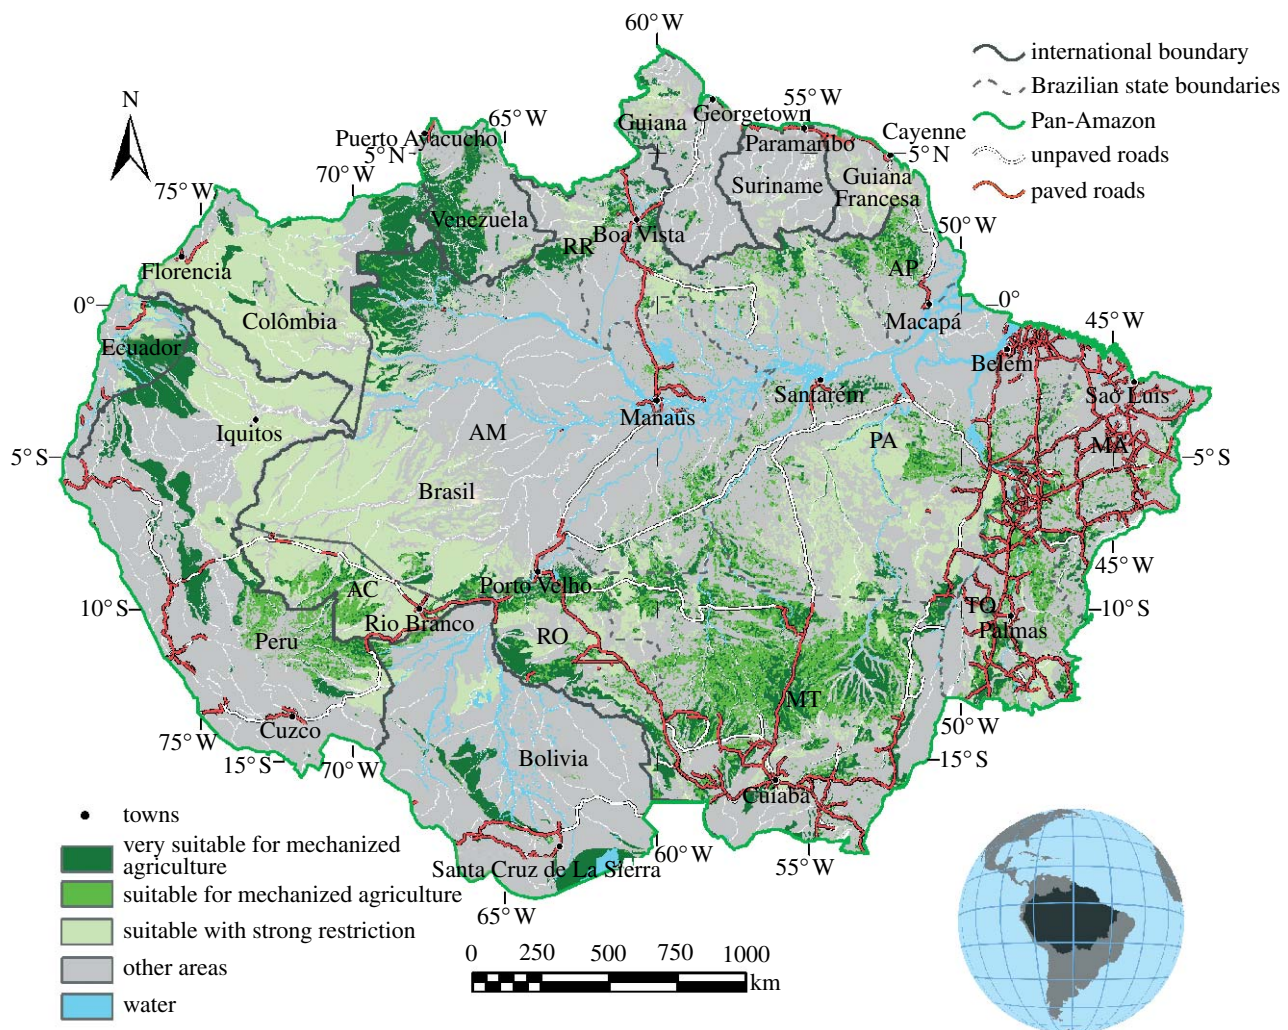 60° W
international boundary
Brazilian state boundaries
Pan-Amazon
unpaved roads
paved roads
N
Puerto Ayacucho
5° N
65° W
Guiana
Georgetown
55° W
Paramaribo
Cayenne
5° N
70° W
75° W
Venezuela
Suriname
Guiana
Francesa
50° W
RR
Boa Vista
AP
Florencia
0°
Colômbia
Macapá
0°
45° W
Ecuador
Belém
Santarém
Sao Luis
Manaus
Iquitos
AM
PA
MA
5° S
5° S
Brasil
45° W
AC
Porto Velho
10° S
Rio Branco
RO
TO
Palmas
10° S
Peru
MT
50° W
Cuzco
75° W
15° S
70° W
Bolivia
15° S
Cuiabá
60° W
55° W
Santa Cruz de La Sierra
65° W
towns
very suitable for mechanized
agriculture
suitable for mechanized agriculture
suitable with strong restriction
other areas
water
0 250 500 750 1000
km